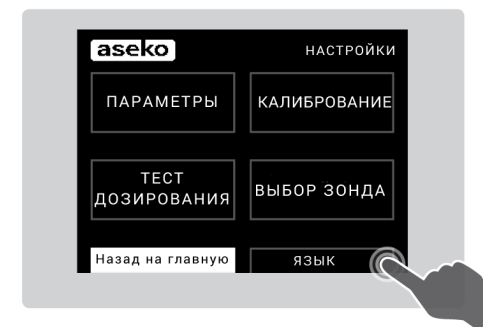 aseko
НАСТРОЙКИ
ПАРАМЕТРЫ
КАЛИБРОВАНИЕ
ТЕСТ
ДОЗИРОВАНИЯ
ВЫБОР ЗОНДА
Назад на главную
ЯЗЫК